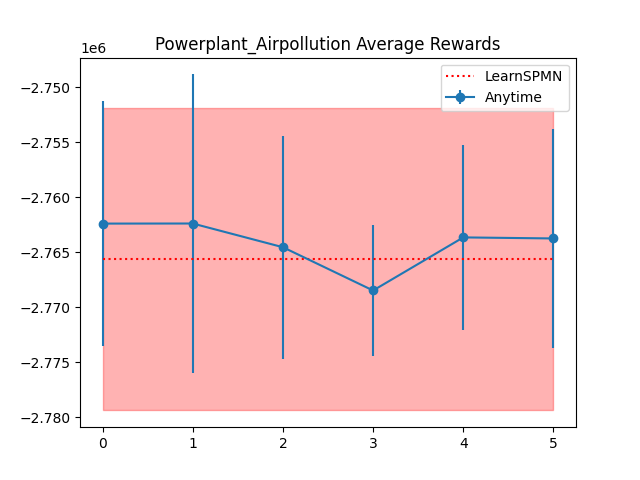 Powerplant_Airpollution Average Rewards
1e6
LearnSPMN
Anytime
−2.750
−2.755
−2.760
−2.765
−2.770
−2.775
−2.780
0 1 2 3 4 5